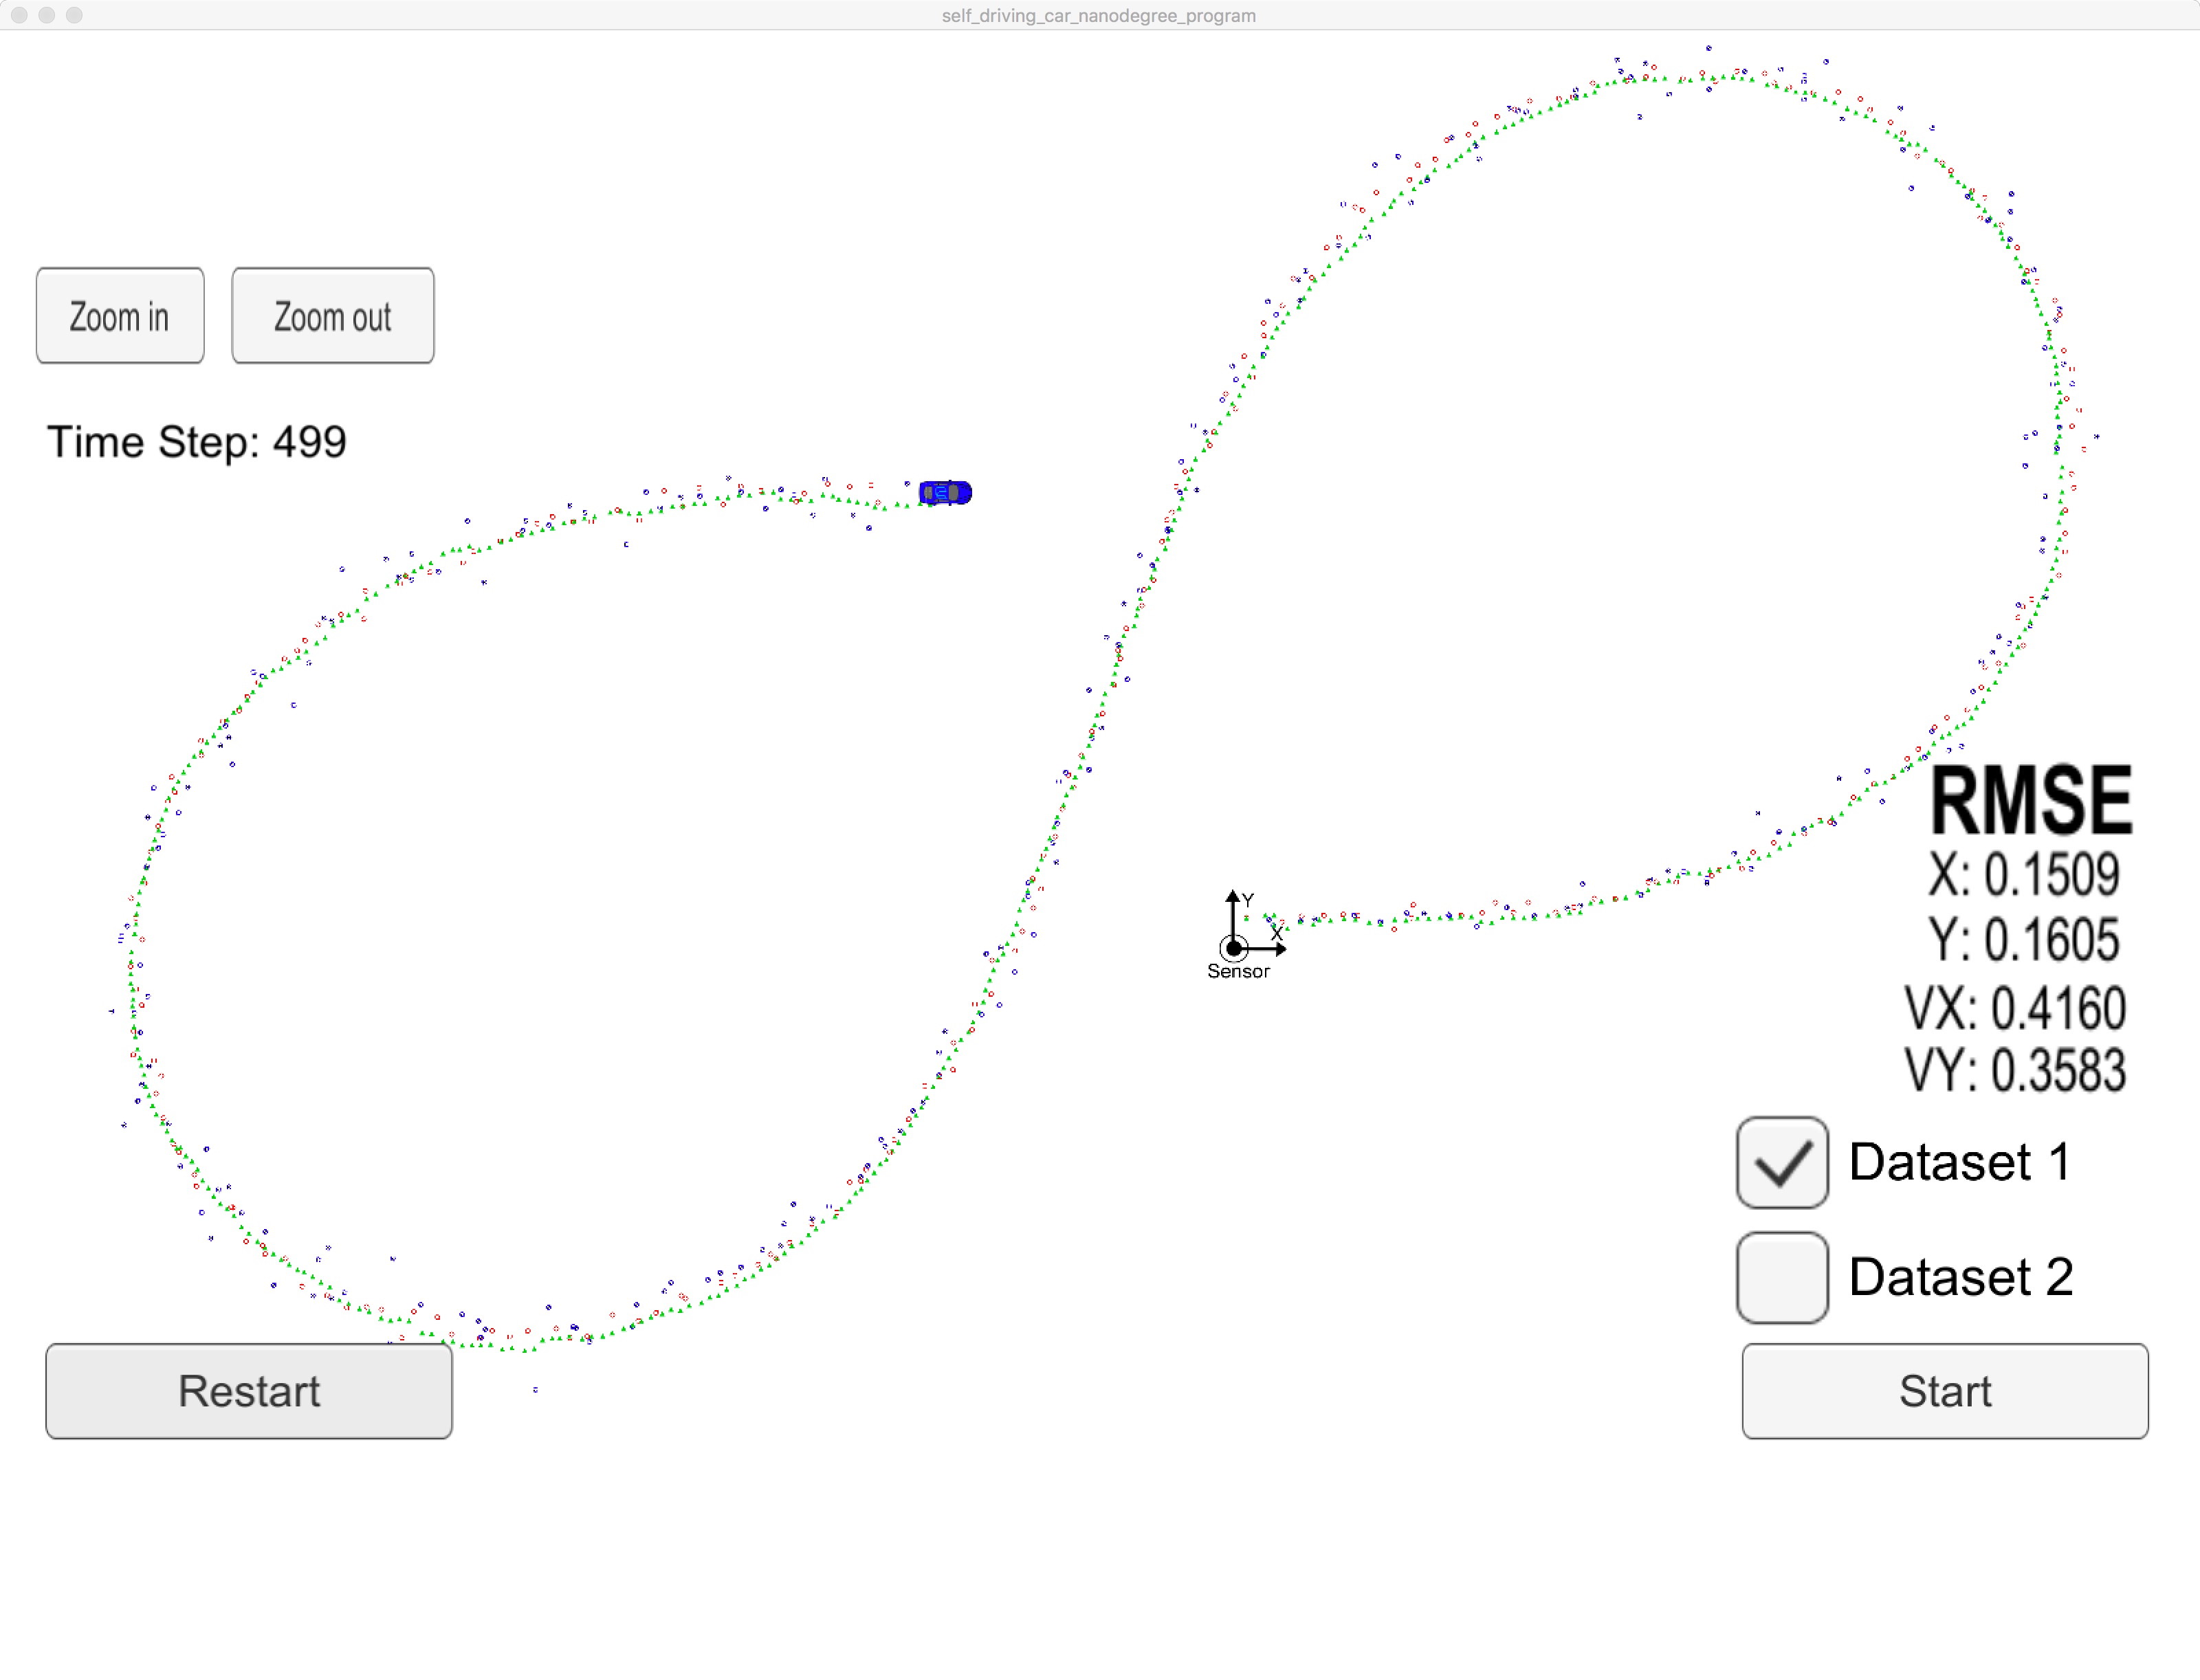 self_driving_car_nanodegree_program
Zoom in
Zoom out
Time Step: 499
Y
X
Sensor
RMSE
X: 0.1509
Y: 0.1605
VX: 0.4160
VY: 0.3583
Dataset 1
Dataset 2
Restart
Start